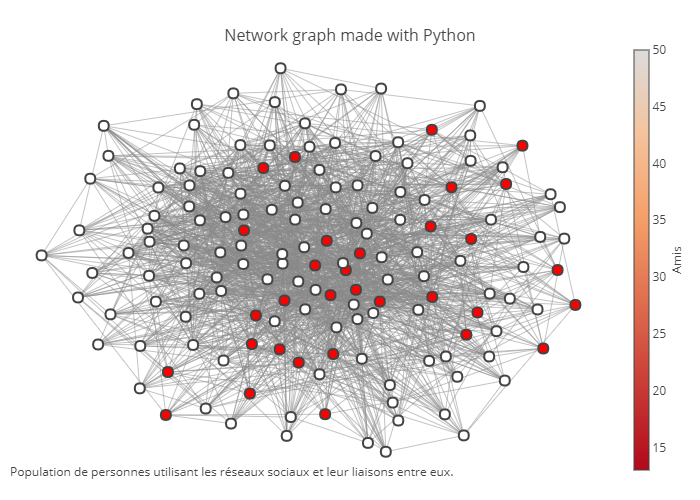 Network graph made with Python
50
45
40
35
30
25
20
15
Amis
Population de personnes utilisant les réseaux sociaux et leur liaisons entre eux.